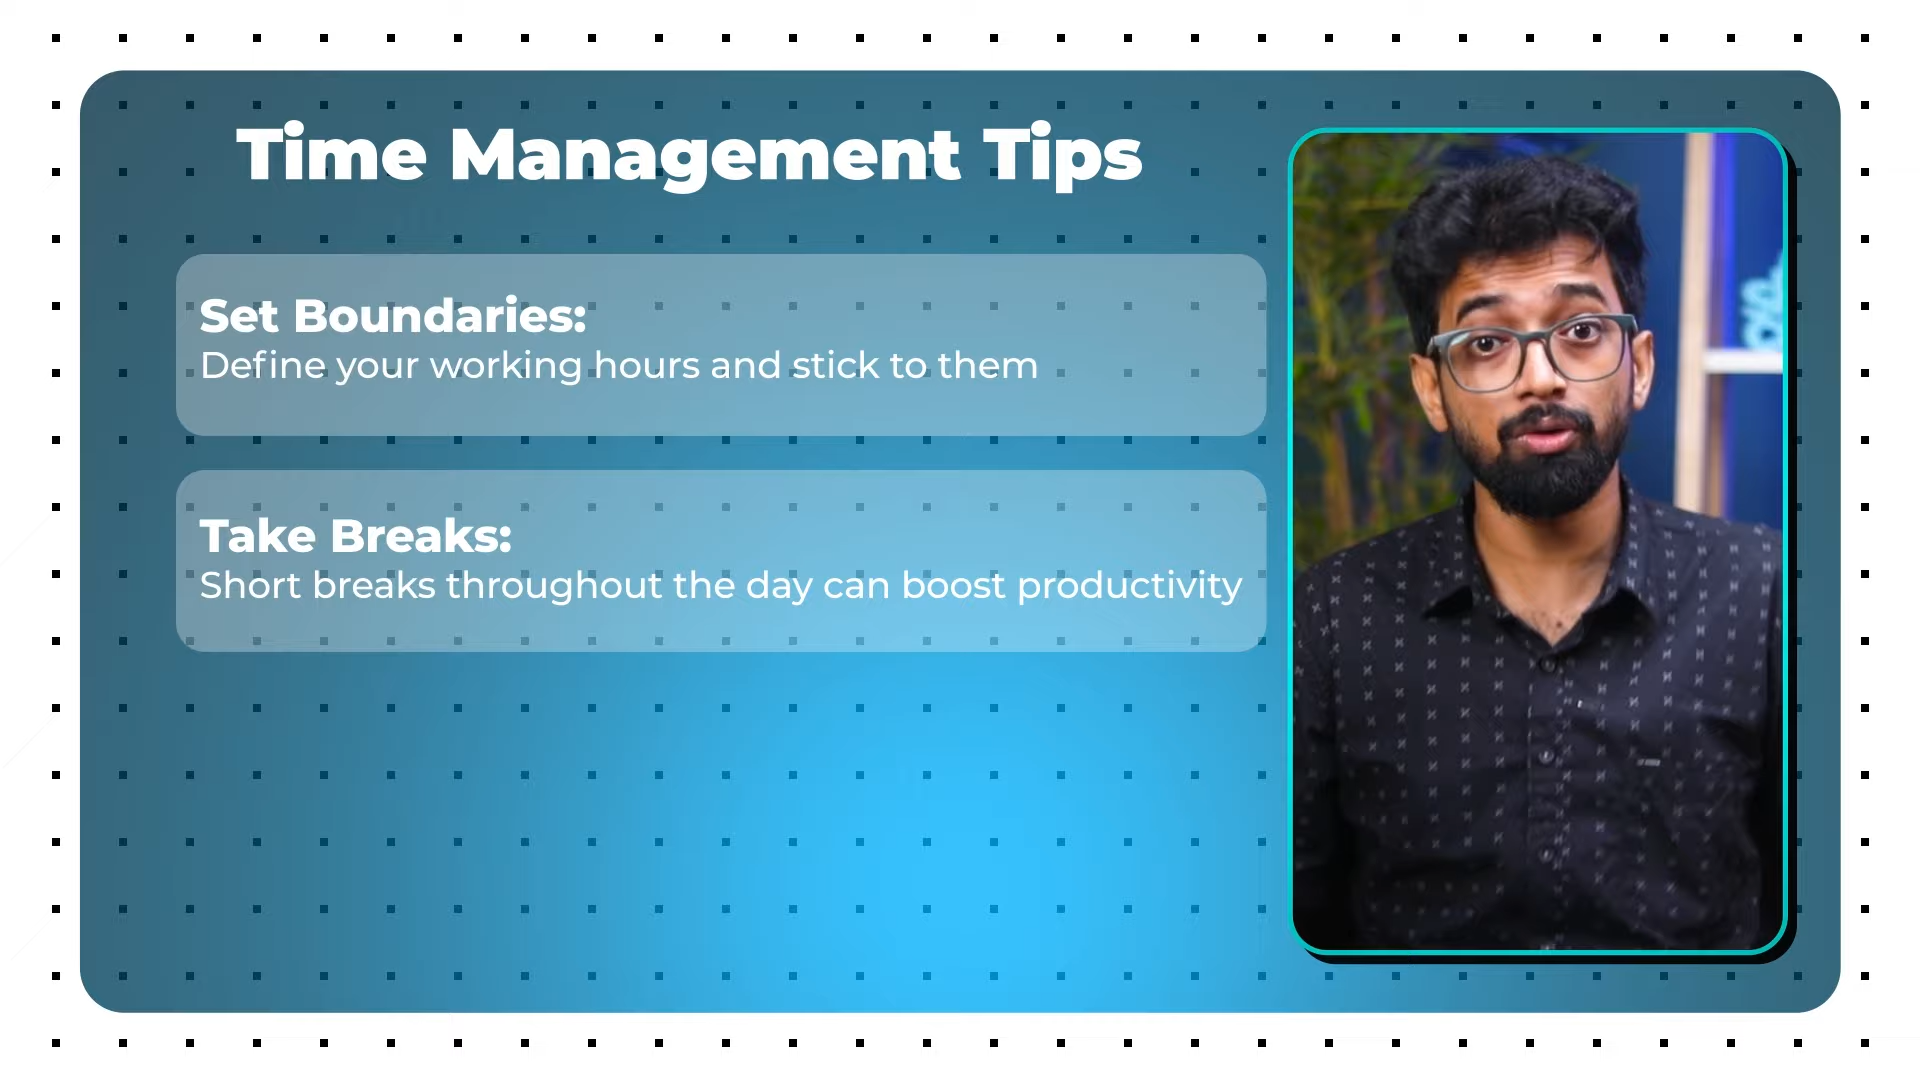 Time Management Tips
Set Boundaries:
Define your working hours and stick to them
Take Breaks:
Short breaks throughout the day can boost productivity